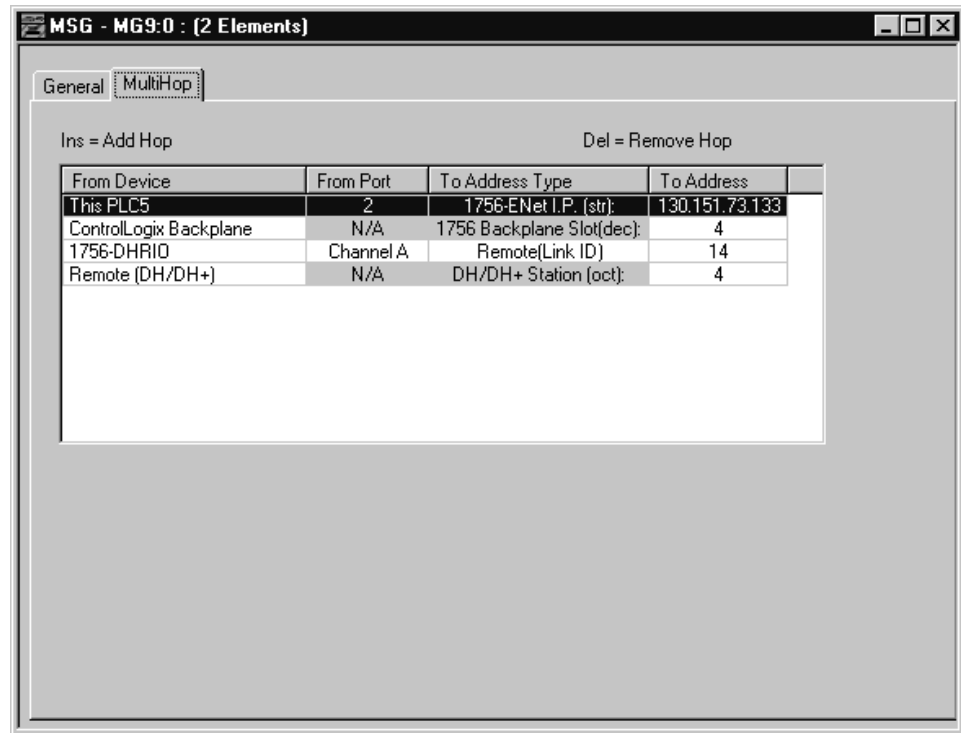 MSG - MG9:0 : (2 Elements)
General MultiHop
Ins = Add Hop Del = Remove Hop
From Device From Port To Address Type To Address
This PLC5 2 1756-ENet I.P. (str): 130.151.73.133
ControlLogix Backplane N/A 1756 Backplane Slot(dec): 4
1756-DHRIO Channel A Remote(Link ID) 14
Remote (DH/DH+) N/A DH/DH+ Station (oct): 4